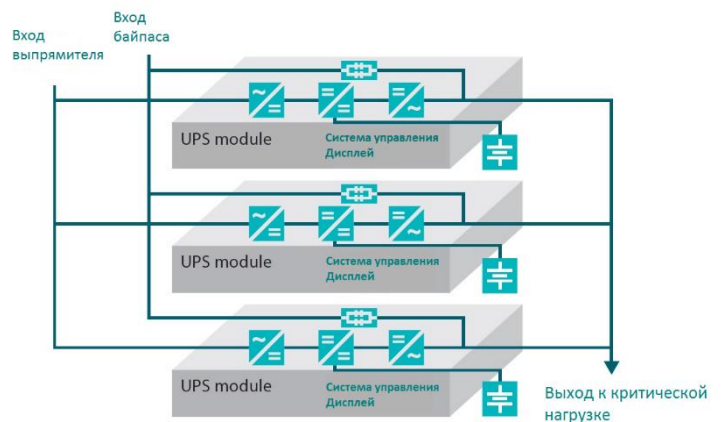 Вход
байпаса
Вход
выпрямителя
UPS module
Система управления
Дисплей
UPS module
Система управления
Дисплей
UPS module
Система управления
Дисплей
Выход к критической
нагрузке